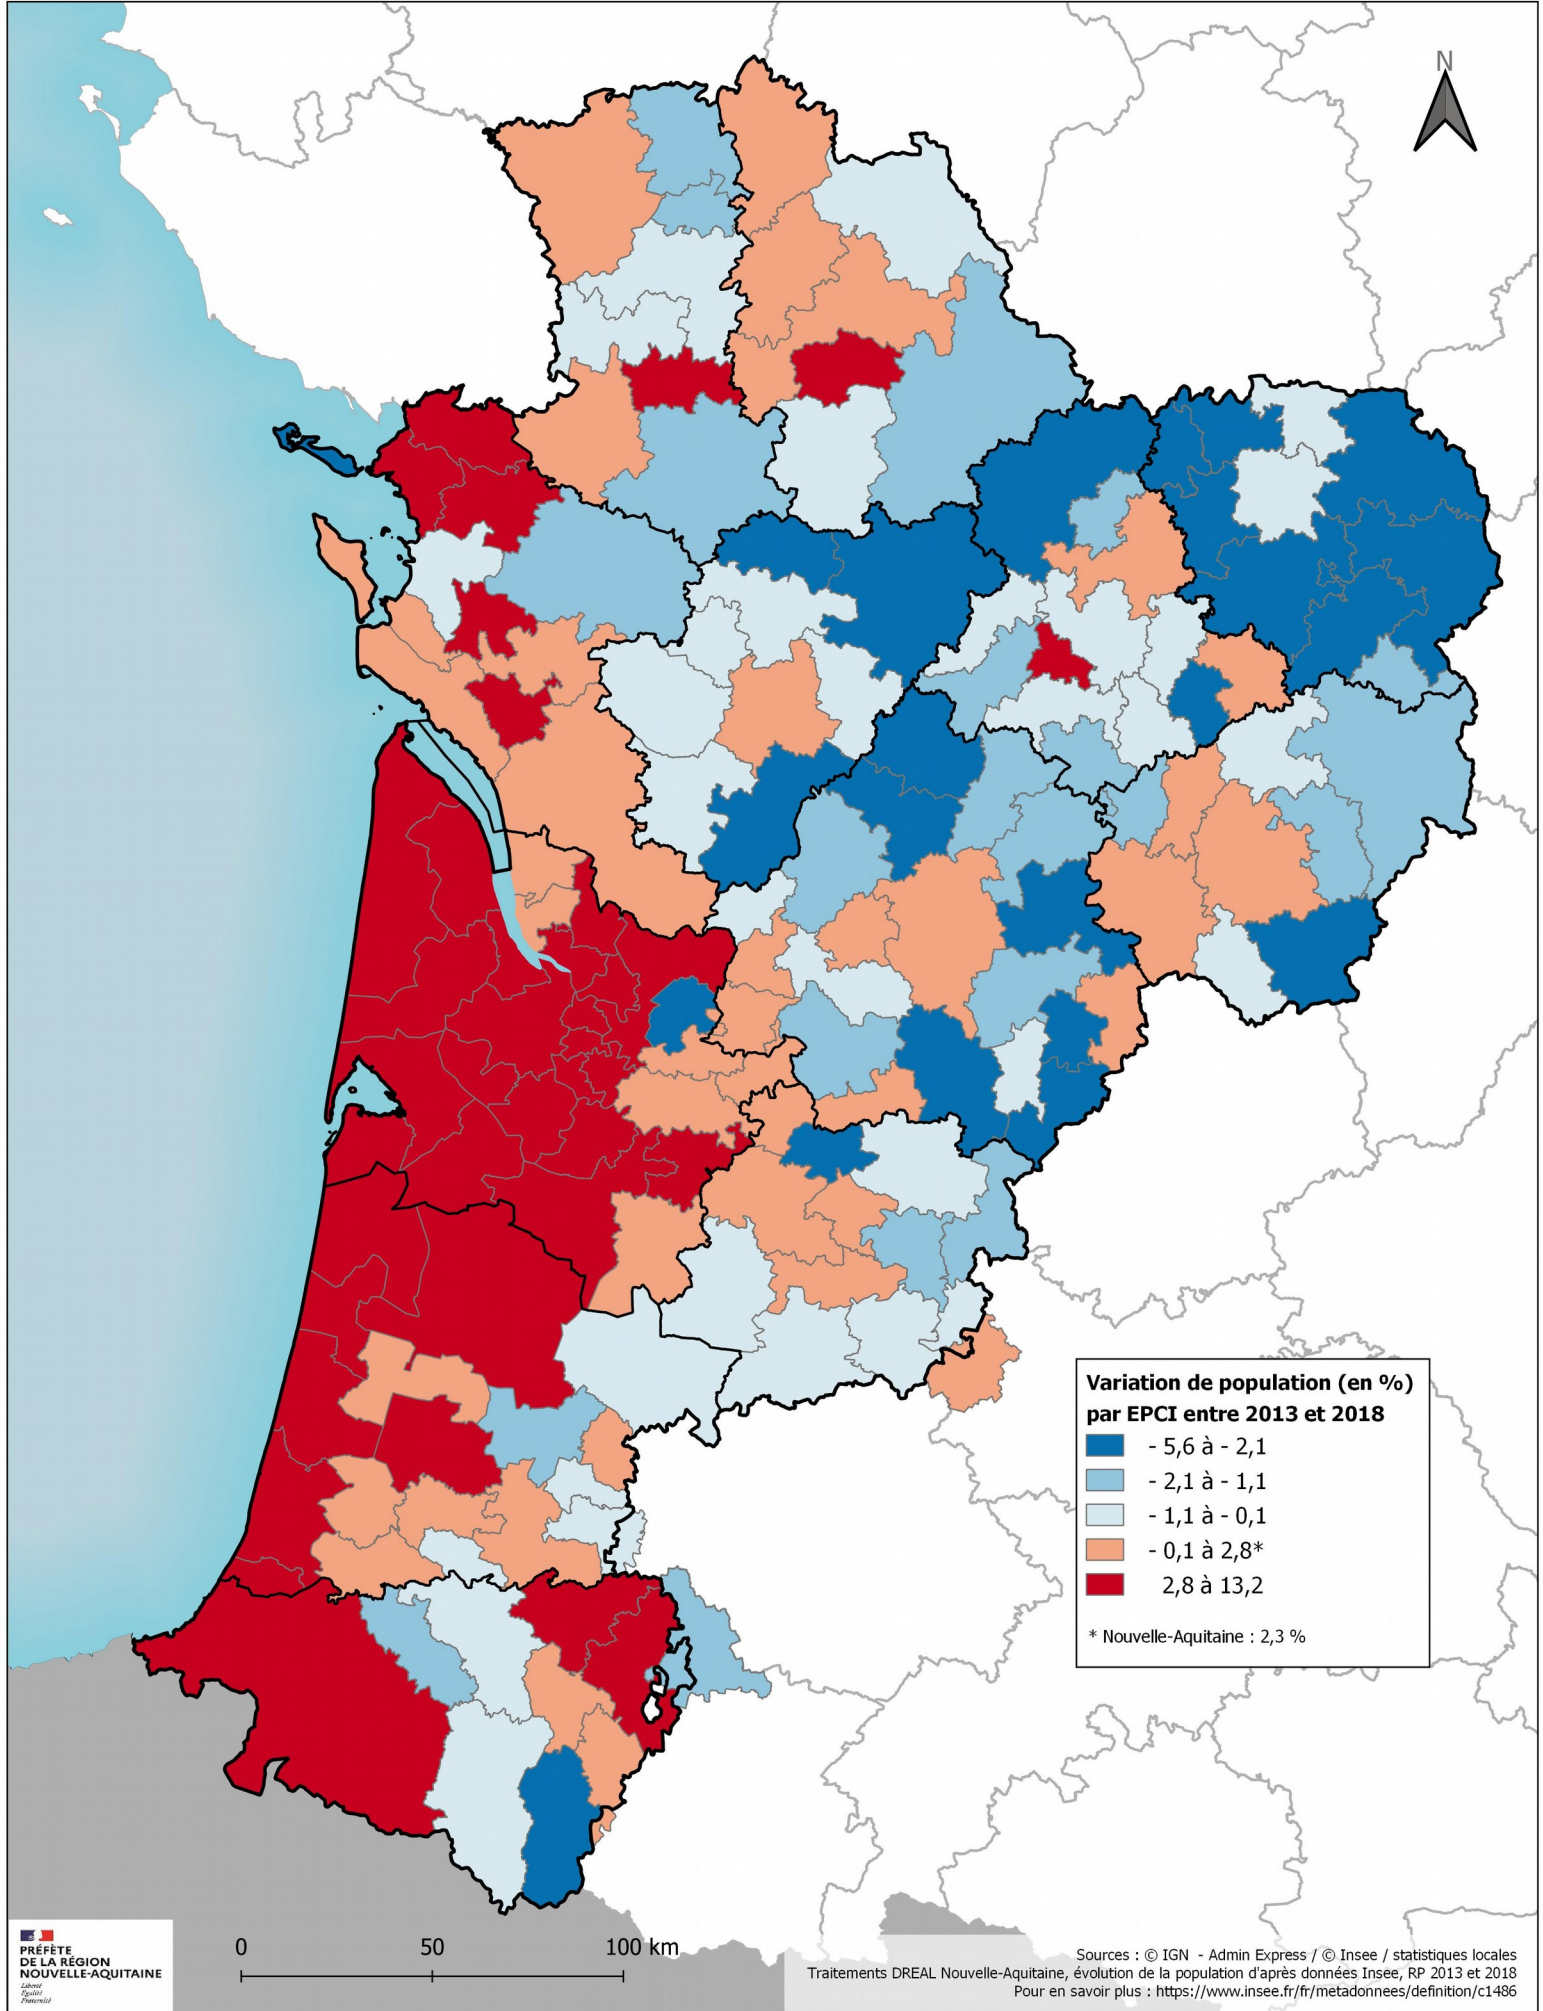 N
Variation de population (en %)
par EPCI entre 2013 et 2018
- 5,6 à - 2,1
- 2,1 à - 1,1
- 1,1 à - 0,1
- 0,1 à 2,8*
2,8 à 13,2
* Nouvelle-Aquitaine : 2,3 %
PRÉFÈTE
DE LA RÉGION
NOUVELLE-AQUITAINE
Liberté
Égalité
Fraternité
0 50 100 km
Sources : © IGN - Admin Express / © Insee / statistiques locales
Traitements DREAL Nouvelle-Aquitaine, évolution de la population d'après données Insee, RP 2013 et 2018
Pour en savoir plus : https://www.insee.fr/fr/metadonnees/definition/c1486